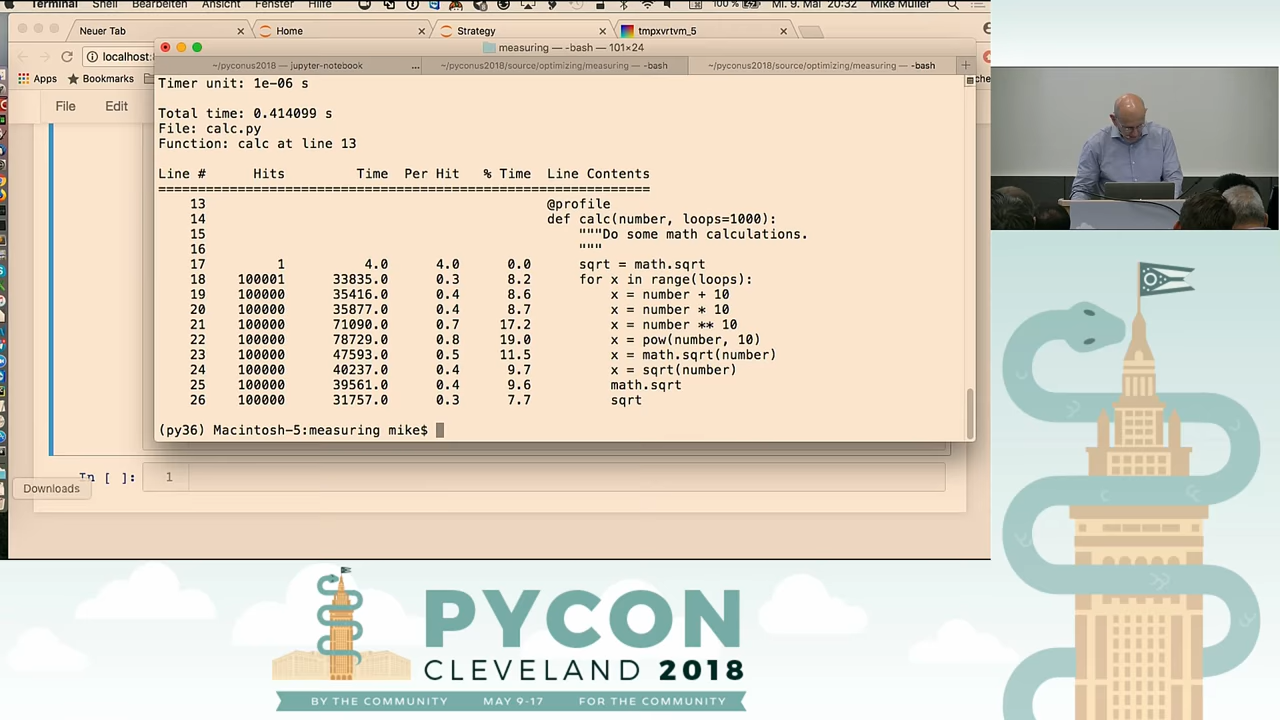 Terminal Shell Bearbeiten Ansicht Fenster Hilfe 100 % Mi. 9. Mai 20:32 Mike Müller
Neuer Tab Home Strategy tmpxvrtvm_5
measuring — -bash — 101×24
localhost:
~/pyconus2018 — jupyter-notebook ... ~/pyconus2018/source/optimizing/measuring — -bash ~/pyconus2018/source/optimizing/measuring — -bash +
Apps Bookmarks
File Edit
Timer unit: 1e-06 s
Total time: 0.414099 s
File: calc.py
Function: calc at line 13
Line # Hits Time Per Hit % Time Line Contents
==============================================================
13 @profile
14 def calc(number, loops=1000):
15 """Do some math calculations.
16 """
17 1 4.0 4.0 0.0 sqrt = math.sqrt
18 100001 33835.0 0.3 8.2 for x in range(loops):
19 100000 35416.0 0.4 8.6 x = number + 10
20 100000 35877.0 0.4 8.7 x = number * 10
21 100000 71090.0 0.7 17.2 x = number ** 10
22 100000 78729.0 0.8 19.0 x = pow(number, 10)
23 100000 47593.0 0.5 11.5 x = math.sqrt(number)
24 100000 40237.0 0.4 9.7 x = sqrt(number)
25 100000 39561.0 0.4 9.6 math.sqrt
26 100000 31757.0 0.3 7.7 sqrt
(py36) Macintosh-5:measuring mike$
In [ ]: 1
Downloads
PYCON
CLEVELAND 2018
BY THE COMMUNITY MAY 9-17 FOR THE COMMUNITY